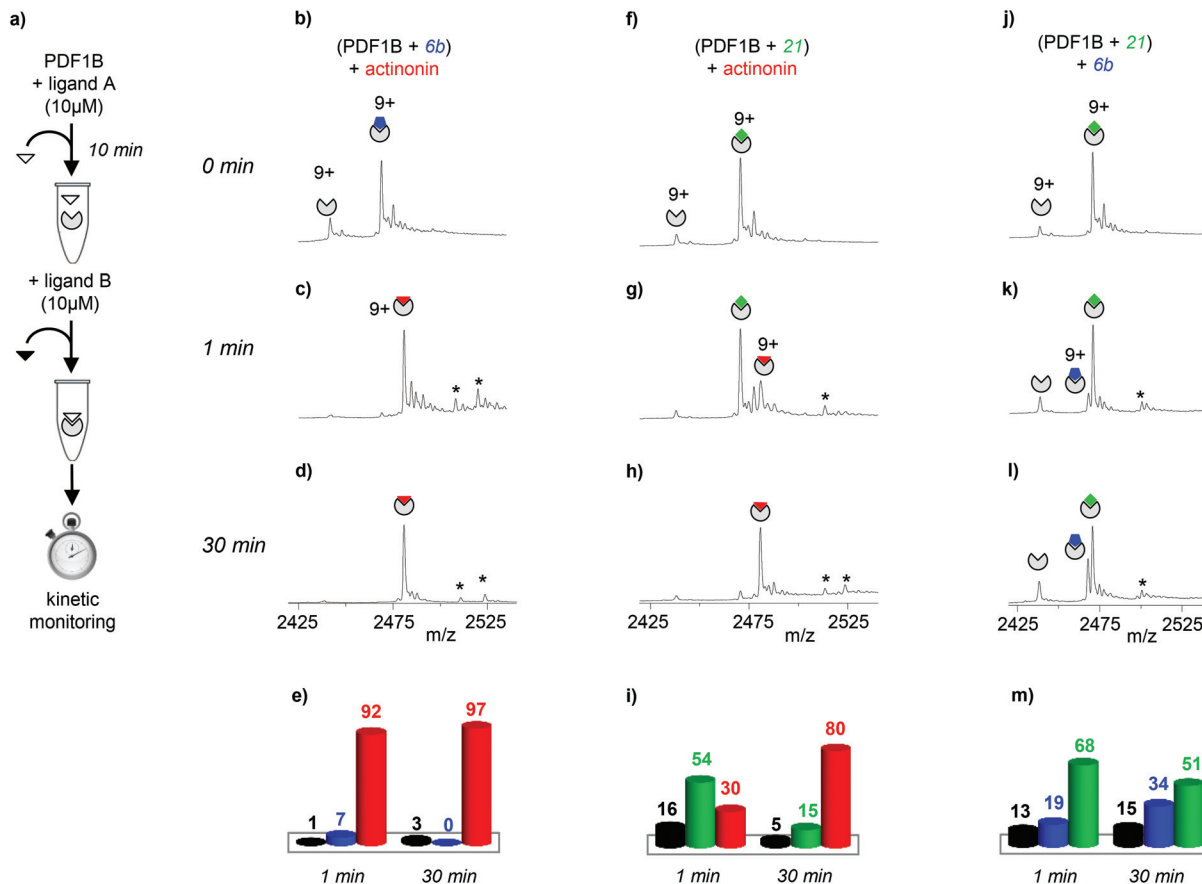 a)
PDF1B
+ ligand A
(10µM)
10 min
+ ligand B
(10µM)
kinetic
monitoring
0 min
1 min
30 min
b)
(PDF1B + 6b)
+ actinonin
9+
9+
c)
9+
* *
d)
* *
2425 2475 2525
m/z
e)
1 7 92 3 0 97
1 min 30 min
f)
(PDF1B + 21)
+ actinonin
9+
9+
g)
9+
*
h)
* *
2425 2475 2525
m/z
i)
16 54 30 5 15 80
1 min 30 min
j)
(PDF1B + 21)
+ 6b
9+
9+
k)
9+
*
l)
*
2425 2475 2525
m/z
m)
13 19 68 15 34 51
1 min 30 min